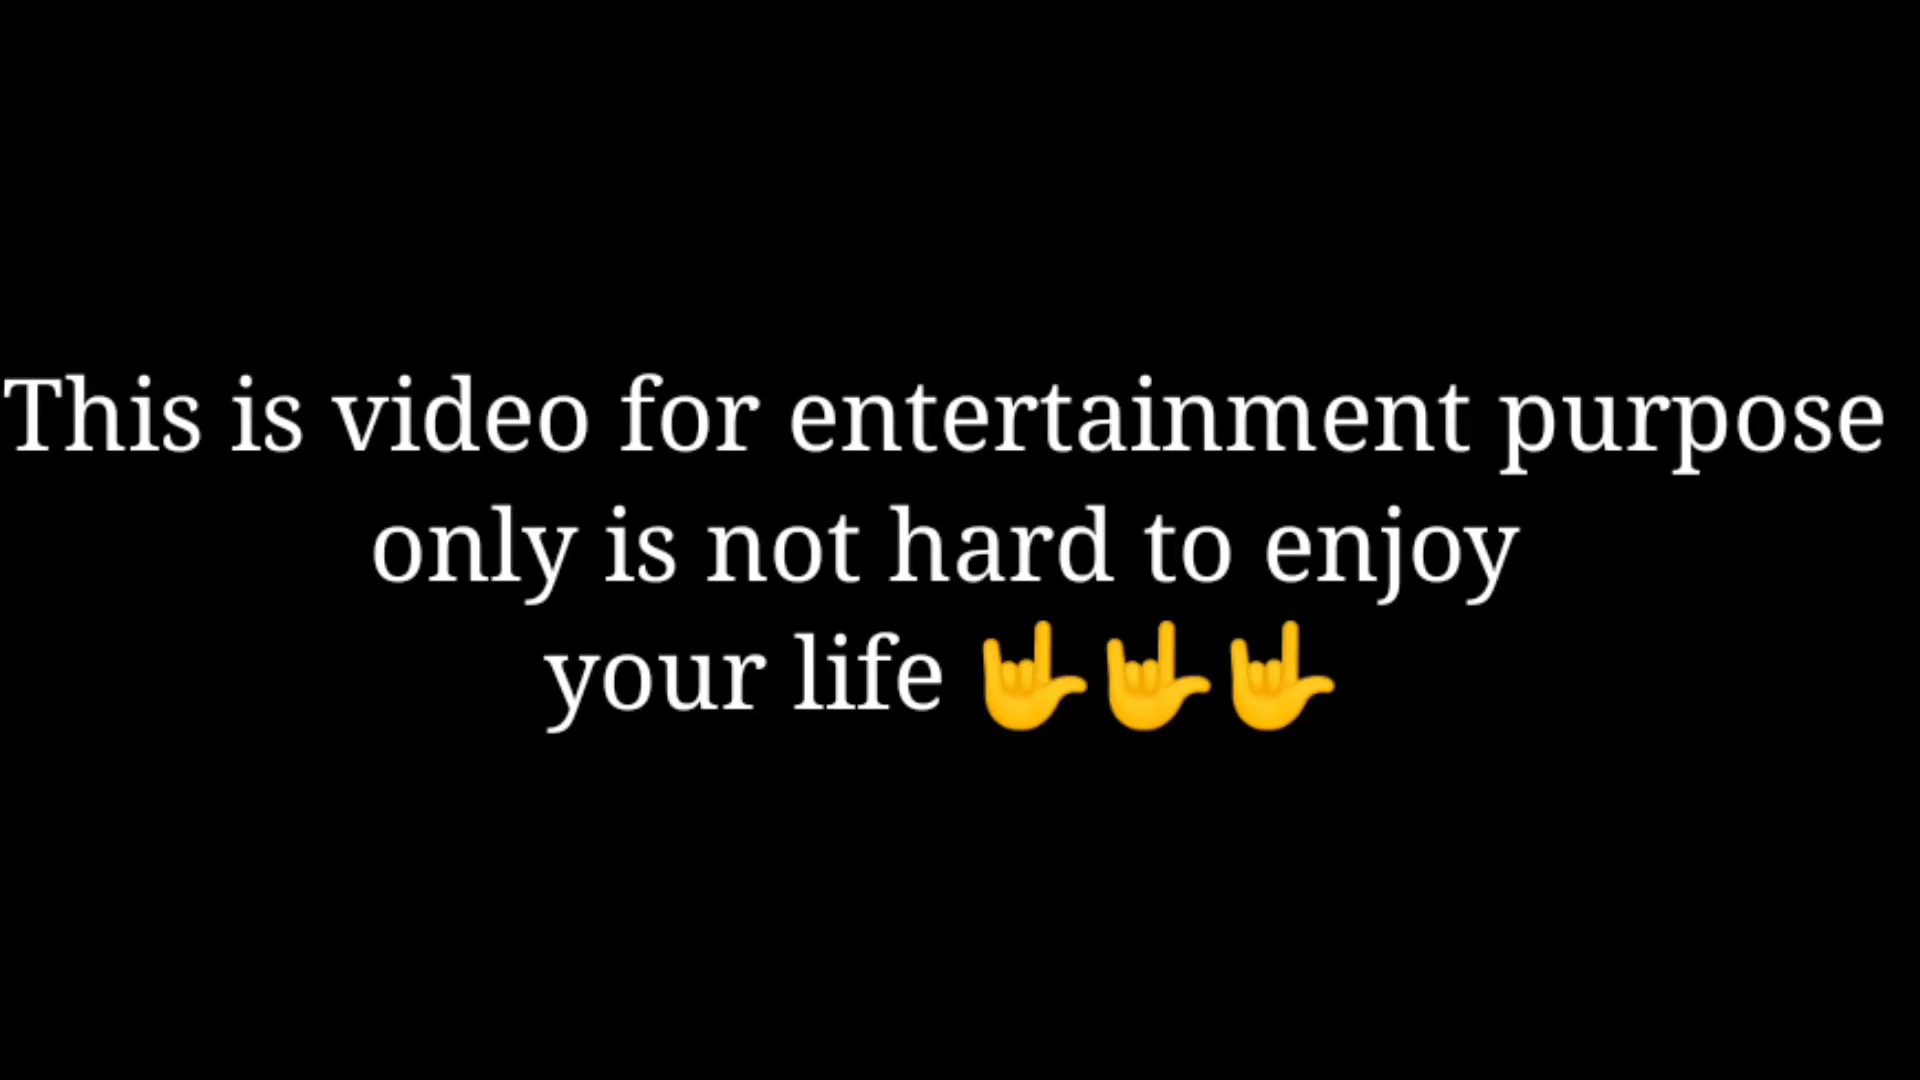 This is video for entertainment purpose
only is not hard to enjoy
your life 🤟🤟🤟